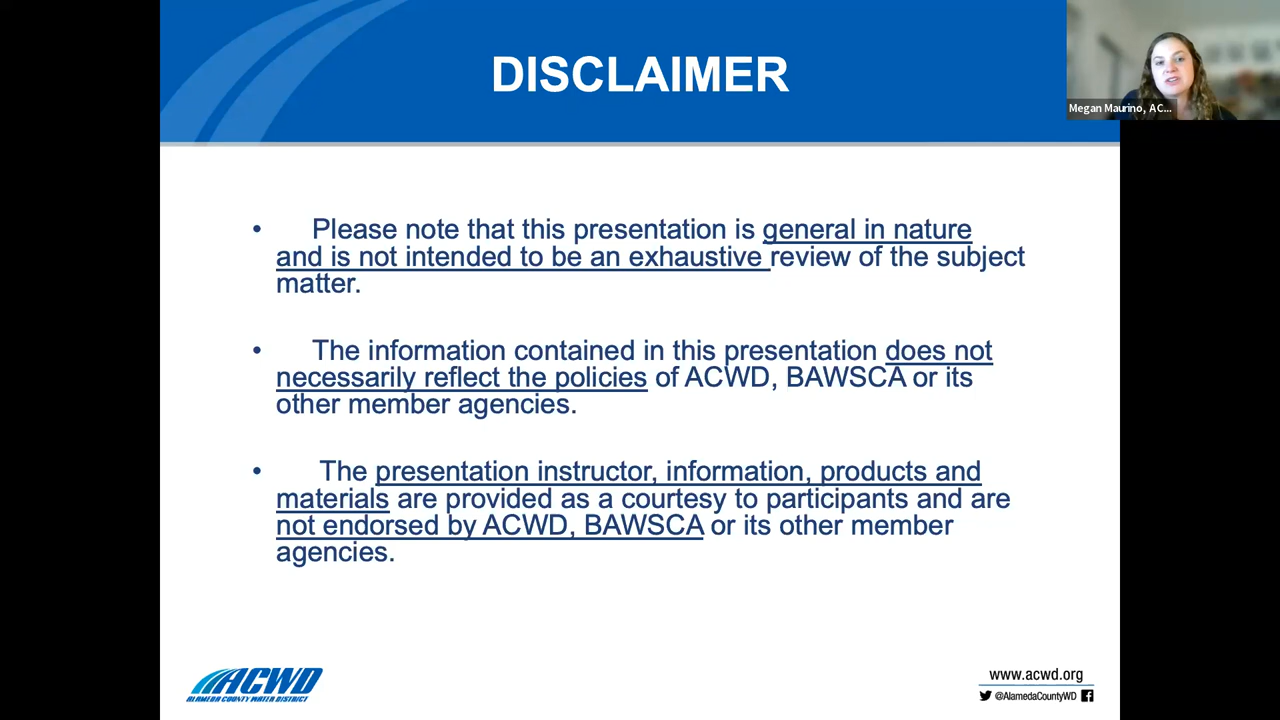 DISCLAIMER
Megan Maurino, AC...
• Please note that this presentation is general in nature
and is not intended to be an exhaustive review of the subject
matter.
• The information contained in this presentation does not
necessarily reflect the policies of ACWD, BAWSCA or its
other member agencies.
• The presentation instructor, information, products and
materials are provided as a courtesy to participants and are
not endorsed by ACWD, BAWSCA or its other member
agencies.
ACWD
ALAMEDA COUNTY WATER DISTRICT
www.acwd.org
@AlamedaCountyWD